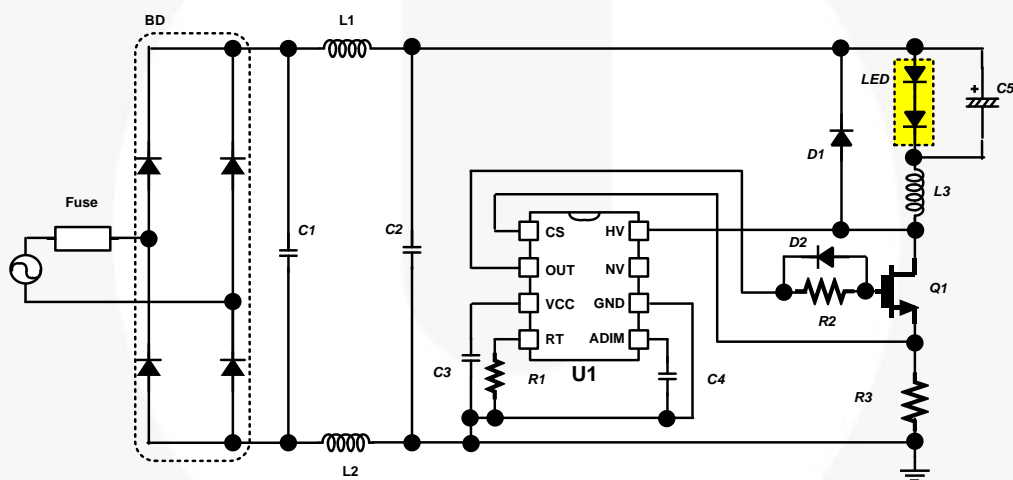 BD
L1
LED
C5
+
D1
L3
Fuse
C1
C2
CS
HV
D2
OUT
NV
Q1
VCC
GND
R2
RT
ADIM
C3
R1
U1
C4
R3
L2